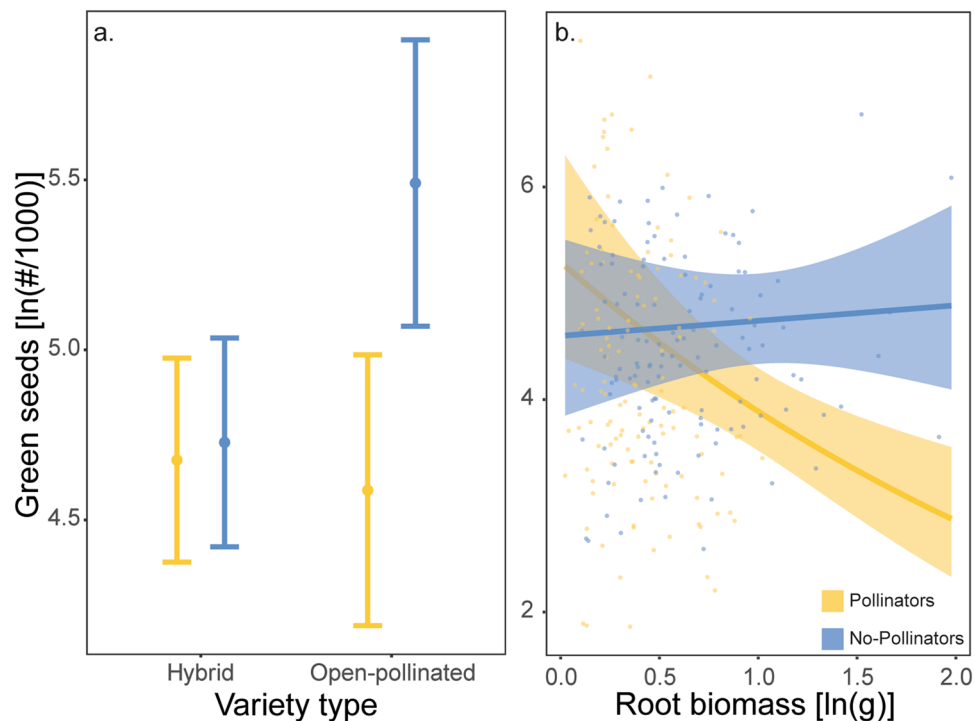 a.
Green seeds [ln(#/1000)]
5.5
5.0
4.5
Hybrid
Open-pollinated
Variety type
b.
6
4
2
Pollinators
No-Pollinators
0.0
0.5
1.0
1.5
2.0
Root biomass [ln(g)]